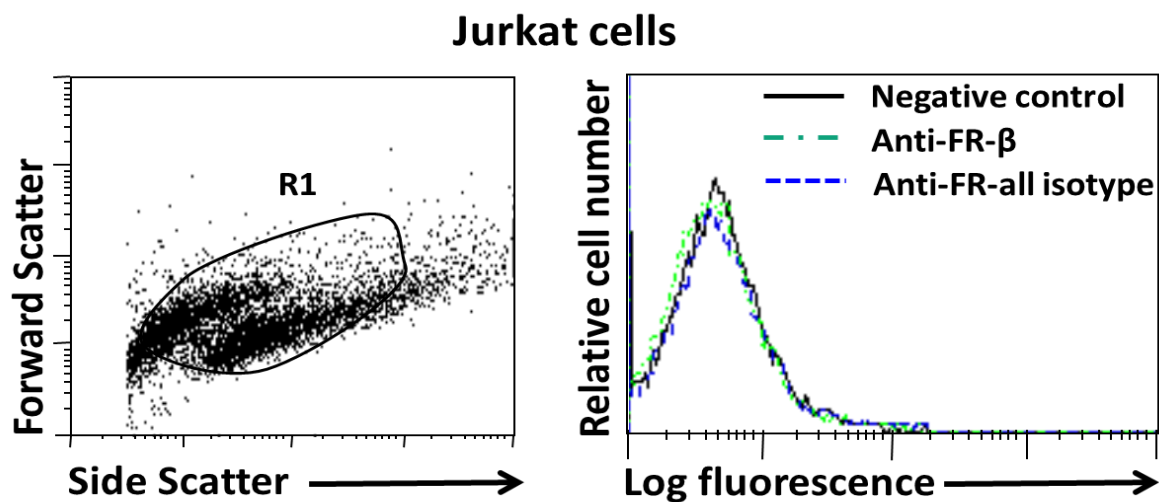 Jurkat cells
Forward Scatter
R1
Side Scatter
Relative cell number
Negative control
Anti-FR-β
Anti-FR-all isotype
Log fluorescence